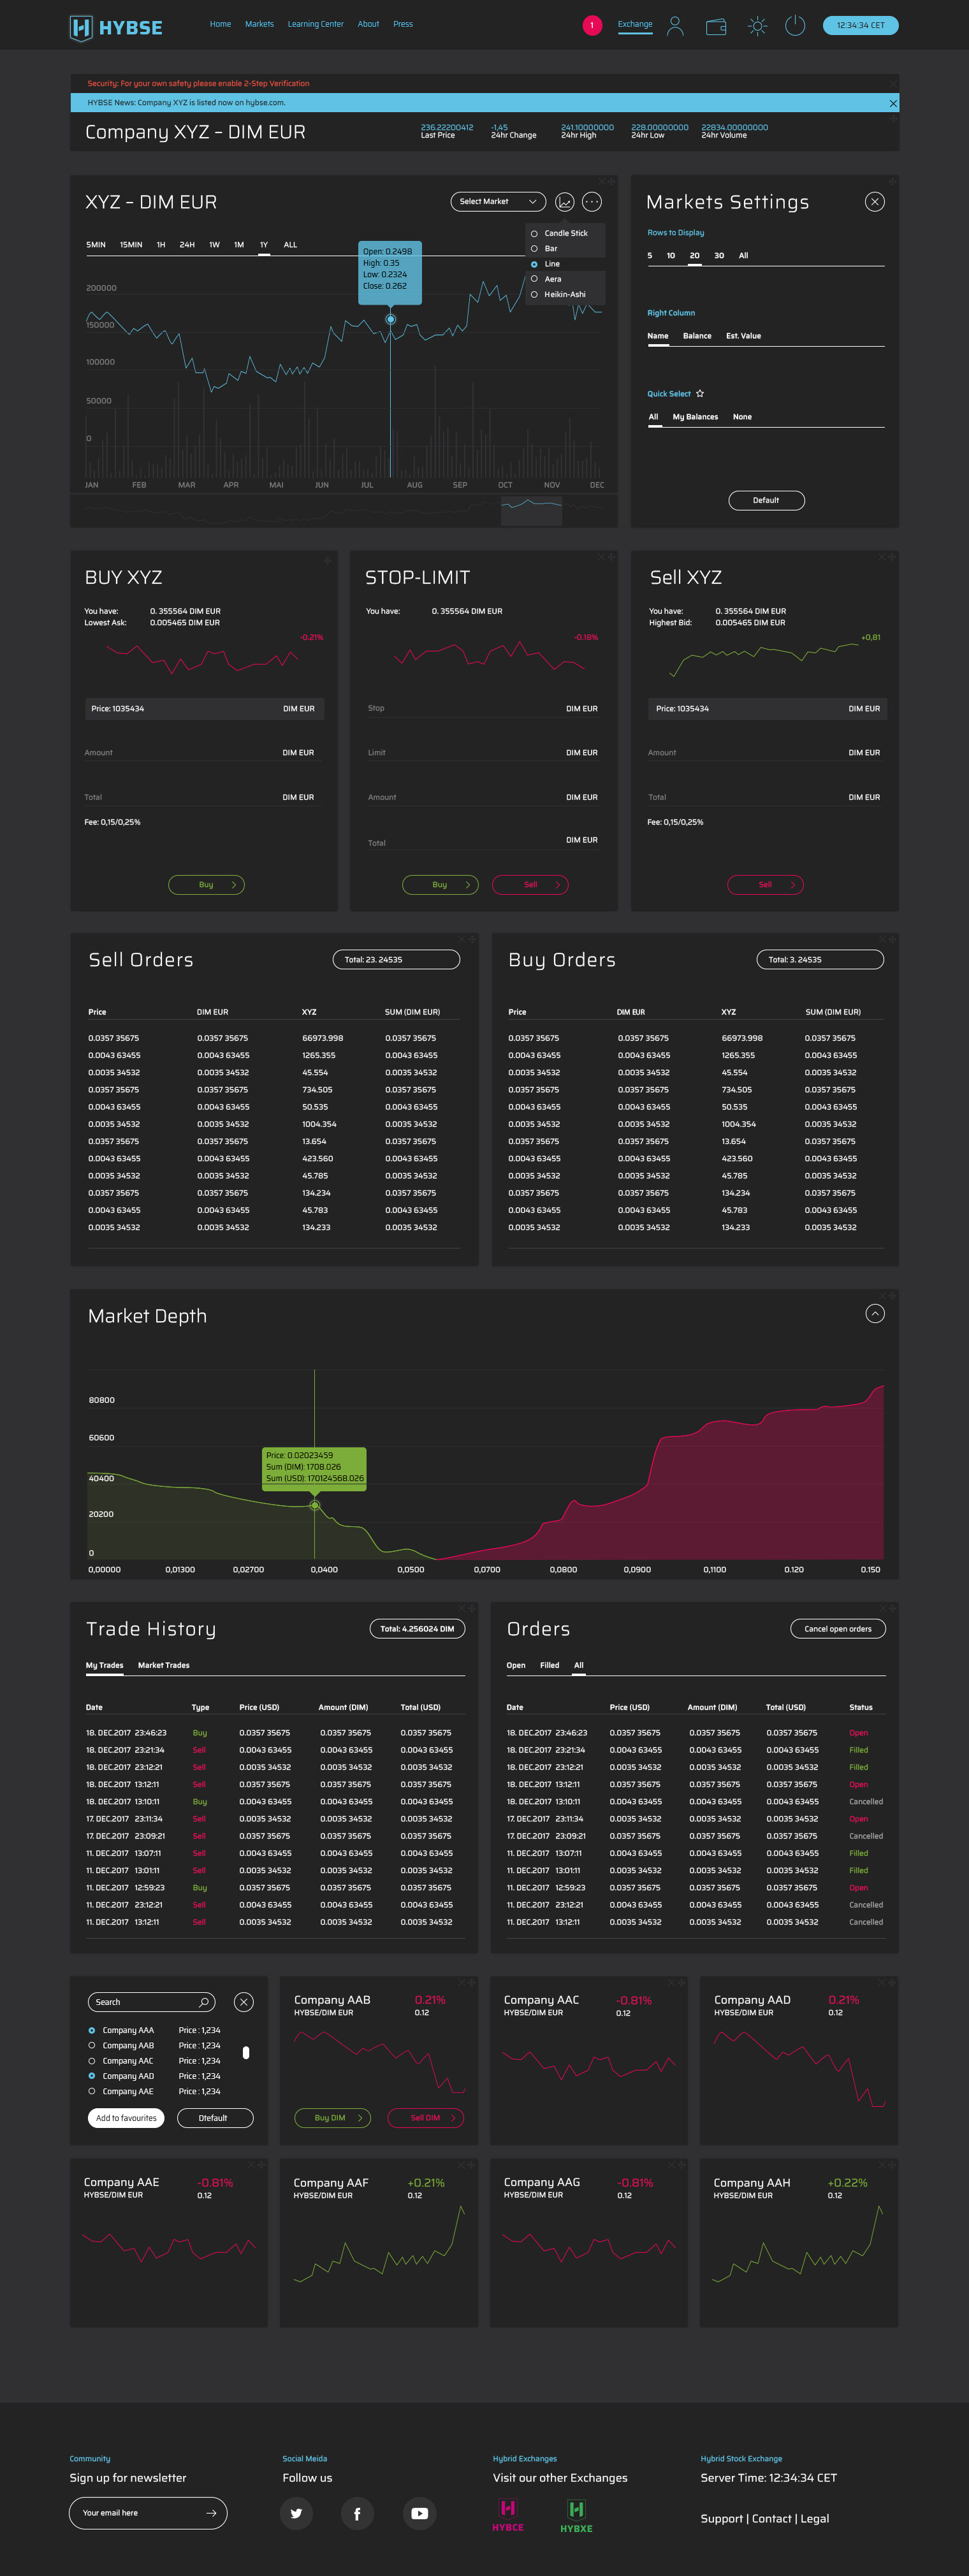 HYBSE
Home Markets Learning Center About Press
1 Exchange 12:34:34 CET
Security: For your own safety please enable 2-Step Verification
HYBSE News: Company XYZ is listed now on hybse.com.
Company XYZ – DIM EUR
236.22200412 -1,45 241.10000000 228.00000000 22834.00000000
Last Price 24hr Change 24hr High 24hr Low 24hr Volume
XYZ – DIM EUR
Select Market
Candle Stick
Bar
Line
Aera
Heikin-Ashi
5MIN 15MIN 1H 24H 1W 1M 1Y ALL
Open: 0.2498
High: 0.35
Low: 0.2324
Close: 0.262
200000
150000
100000
50000
0
JAN FEB MAR APR MAI JUN JUL AUG SEP OCT NOV DEC
Markets Settings
Rows to Display
5 10 20 30 All
Right Column
Name Balance Est. Value
Quick Select
All My Balances None
Default
BUY XYZ
You have: 0. 355564 DIM EUR
Lowest Ask: 0.005465 DIM EUR
-0.21%
Price: 1035434 DIM EUR
Amount DIM EUR
Total DIM EUR
Fee: 0,15/0,25%
Buy
STOP-LIMIT
You have: 0. 355564 DIM EUR
-0.18%
Stop DIM EUR
Limit DIM EUR
Amount DIM EUR
Total DIM EUR
Buy Sell
Sell XYZ
You have: 0. 355564 DIM EUR
Highest Bid: 0.005465 DIM EUR
+0,81
Price: 1035434 DIM EUR
Amount DIM EUR
Total DIM EUR
Fee: 0,15/0,25%
Sell
Sell Orders
Total: 23. 24535
Price DIM EUR XYZ SUM (DIM EUR)
0.0357 35675 0.0357 35675 66973.998 0.0357 35675
0.0043 63455 0.0043 63455 1265.355 0.0043 63455
0.0035 34532 0.0035 34532 45.554 0.0035 34532
0.0357 35675 0.0357 35675 734.505 0.0357 35675
0.0043 63455 0.0043 63455 50.535 0.0043 63455
0.0035 34532 0.0035 34532 1004.354 0.0035 34532
0.0357 35675 0.0357 35675 13.654 0.0357 35675
0.0043 63455 0.0043 63455 423.560 0.0043 63455
0.0035 34532 0.0035 34532 45.785 0.0035 34532
0.0357 35675 0.0357 35675 134.234 0.0357 35675
0.0043 63455 0.0043 63455 45.783 0.0043 63455
0.0035 34532 0.0035 34532 134.233 0.0035 34532
Buy Orders
Total: 3. 24535
Price DIM EUR XYZ SUM (DIM EUR)
0.0357 35675 0.0357 35675 66973.998 0.0357 35675
0.0043 63455 0.0043 63455 1265.355 0.0043 63455
0.0035 34532 0.0035 34532 45.554 0.0035 34532
0.0357 35675 0.0357 35675 734.505 0.0357 35675
0.0043 63455 0.0043 63455 50.535 0.0043 63455
0.0035 34532 0.0035 34532 1004.354 0.0035 34532
0.0357 35675 0.0357 35675 13.654 0.0357 35675
0.0043 63455 0.0043 63455 423.560 0.0043 63455
0.0035 34532 0.0035 34532 45.785 0.0035 34532
0.0357 35675 0.0357 35675 134.234 0.0357 35675
0.0043 63455 0.0043 63455 45.783 0.0043 63455
0.0035 34532 0.0035 34532 134.233 0.0035 34532
Market Depth
80800
60600
40400
20200
0
Price: 0.02023459
Sum (DIM): 1708.026
Sum (USD): 170124568.026
0,00000 0,01300 0,02700 0,0400 0,0500 0,0700 0,0800 0,0900 0,1100 0.120 0.150
Trade History
Total: 4.256024 DIM
My Trades Market Trades
Date Type Price (USD) Amount (DIM) Total (USD)
18. DEC.2017 23:46:23 Buy 0.0357 35675 0.0357 35675 0.0357 35675
18. DEC.2017 23:21:34 Sell 0.0043 63455 0.0043 63455 0.0043 63455
18. DEC.2017 23:12:21 Sell 0.0035 34532 0.0035 34532 0.0035 34532
18. DEC.2017 13:12:11 Sell 0.0357 35675 0.0357 35675 0.0357 35675
18. DEC.2017 13:10:11 Buy 0.0043 63455 0.0043 63455 0.0043 63455
17. DEC.2017 23:11:34 Sell 0.0035 34532 0.0035 34532 0.0035 34532
17. DEC.2017 23:09:21 Sell 0.0357 35675 0.0357 35675 0.0357 35675
11. DEC.2017 13:07:11 Sell 0.0043 63455 0.0043 63455 0.0043 63455
11. DEC.2017 13:01:11 Sell 0.0035 34532 0.0035 34532 0.0035 34532
11. DEC.2017 12:59:23 Buy 0.0357 35675 0.0357 35675 0.0357 35675
11. DEC.2017 23:12:21 Sell 0.0043 63455 0.0043 63455 0.0043 63455
11. DEC.2017 13:12:11 Sell 0.0035 34532 0.0035 34532 0.0035 34532
Orders
Cancel open orders
Open Filled All
Date Price (USD) Amount (DIM) Total (USD) Status
18. DEC.2017 23:46:23 0.0357 35675 0.0357 35675 0.0357 35675 Open
18. DEC.2017 23:21:34 0.0043 63455 0.0043 63455 0.0043 63455 Filled
18. DEC.2017 23:12:21 0.0035 34532 0.0035 34532 0.0035 34532 Filled
18. DEC.2017 13:12:11 0.0357 35675 0.0357 35675 0.0357 35675 Open
18. DEC.2017 13:10:11 0.0043 63455 0.0043 63455 0.0043 63455 Cancelled
17. DEC.2017 23:11:34 0.0035 34532 0.0035 34532 0.0035 34532 Open
17. DEC.2017 23:09:21 0.0357 35675 0.0357 35675 0.0357 35675 Cancelled
11. DEC.2017 13:07:11 0.0043 63455 0.0043 63455 0.0043 63455 Filled
11. DEC.2017 13:01:11 0.0035 34532 0.0035 34532 0.0035 34532 Filled
11. DEC.2017 12:59:23 0.0357 35675 0.0357 35675 0.0357 35675 Open
11. DEC.2017 23:12:21 0.0043 63455 0.0043 63455 0.0043 63455 Cancelled
11. DEC.2017 13:12:11 0.0035 34532 0.0035 34532 0.0035 34532 Cancelled
Search
Company AAA Price : 1,234
Company AAB Price : 1,234
Company AAC Price : 1,234
Company AAD Price : 1,234
Company AAE Price : 1,234
Add to favourites Dtefault
Company AAB 0.21%
HYBSE/DIM EUR 0.12
Buy DIM Sell DIM
Company AAC -0.81%
HYBSE/DIM EUR 0.12
Company AAD 0.21%
HYBSE/DIM EUR 0.12
Company AAE -0.81%
HYBSE/DIM EUR 0.12
Company AAF +0.21%
HYBSE/DIM EUR 0.12
Company AAG -0.81%
HYBSE/DIM EUR 0.12
Company AAH +0.22%
HYBSE/DIM EUR 0.12
Community
Sign up for newsletter
Your email here
Social Meida
Follow us
Hybrid Exchanges
Visit our other Exchanges
HYBCE HYBXE
Hybrid Stock Exchange
Server Time: 12:34:34 CET
Support | Contact | Legal